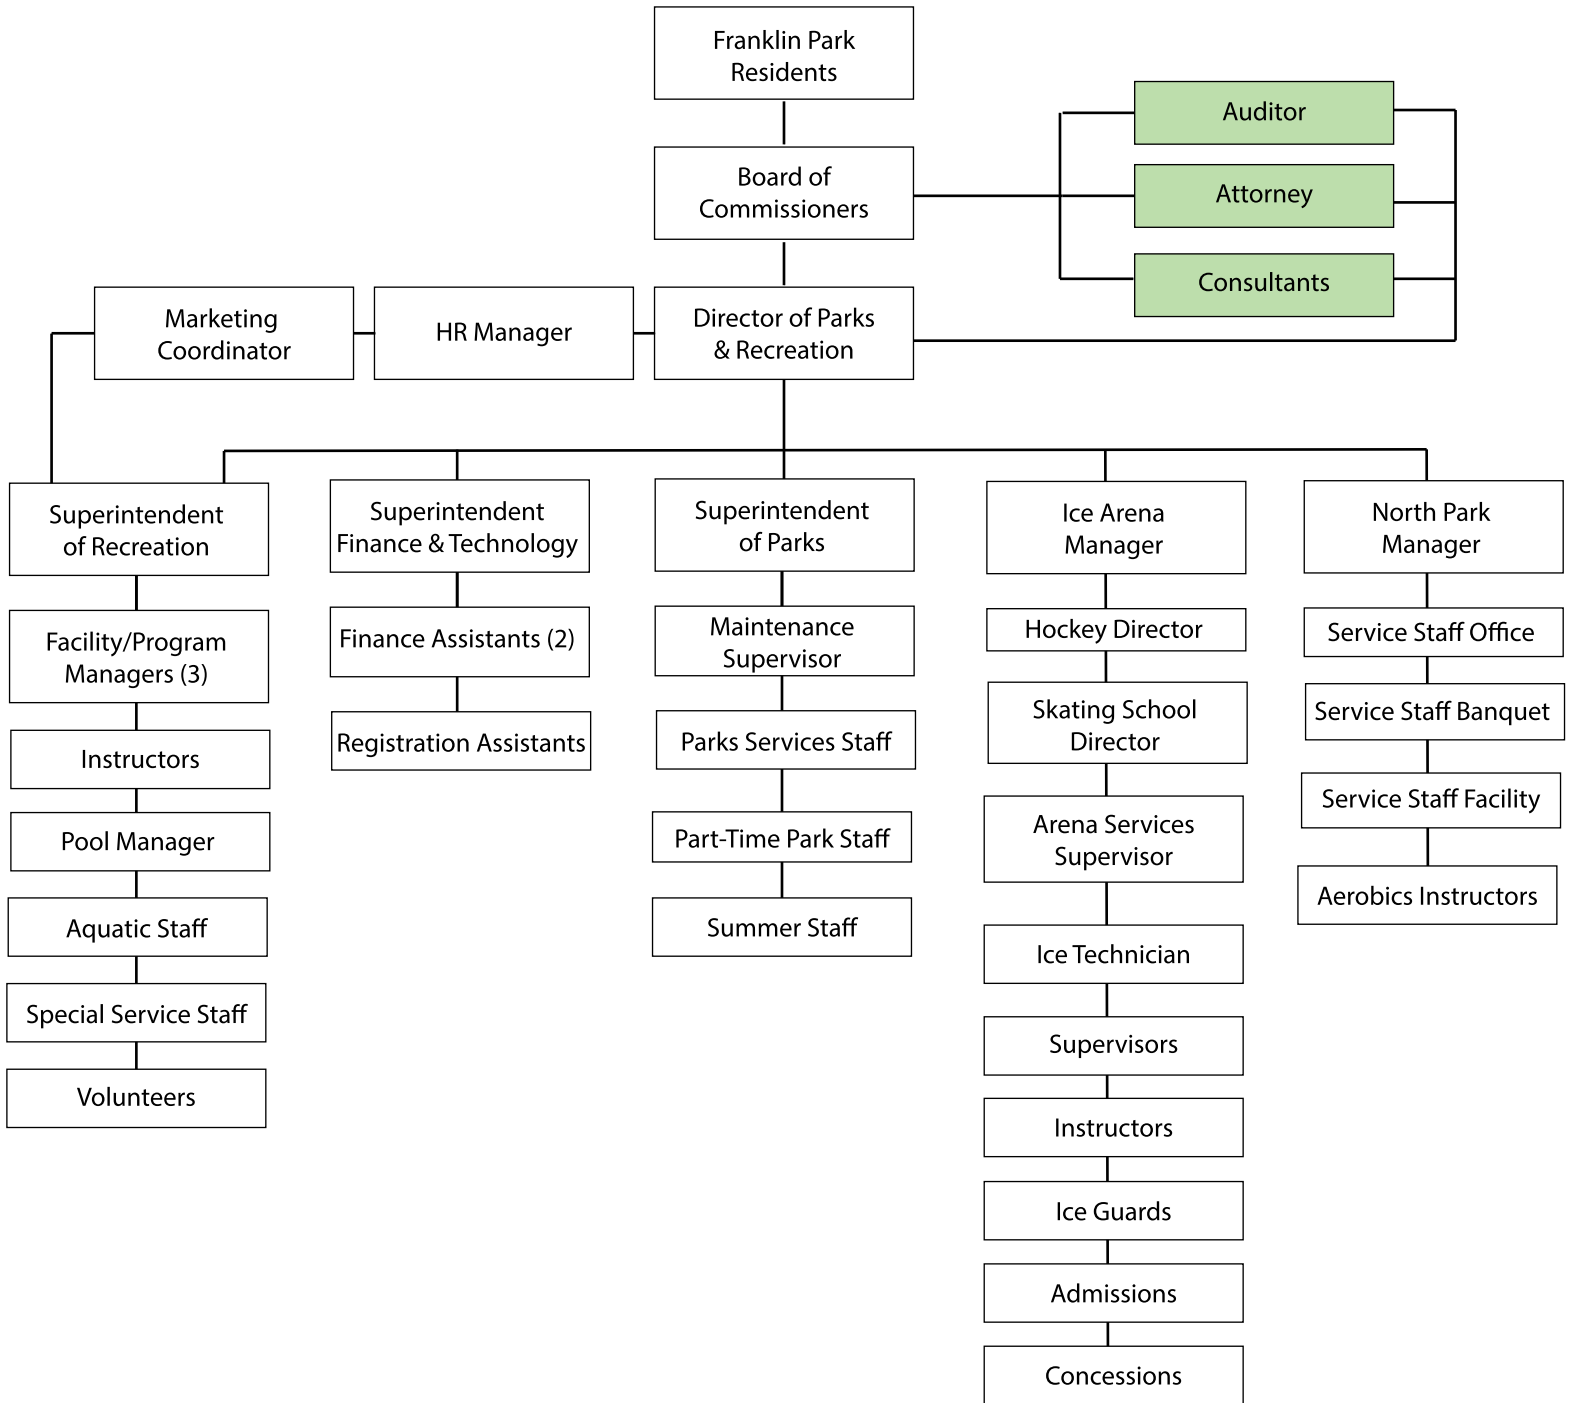 Franklin Park
Residents
Auditor
Board of
Commissioners
Attorney
Consultants
Marketing
Coordinator
HR Manager
Director of Parks
& Recreation
Superintendent
of Recreation
Facility/Program
Managers (3)
Instructors
Pool Manager
Aquatic Staff
Special Service Staff
Volunteers
Superintendent
Finance & Technology
Finance Assistants (2)
Registration Assistants
Superintendent
of Parks
Maintenance
Supervisor
Parks Services Staff
Part-Time Park Staff
Summer Staff
Ice Arena
Manager
Hockey Director
Skating School
Director
Arena Services
Supervisor
Ice Technician
Supervisors
Instructors
Ice Guards
Admissions
Concessions
North Park
Manager
Service Staff Office
Service Staff Banquet
Service Staff Facility
Aerobics Instructors